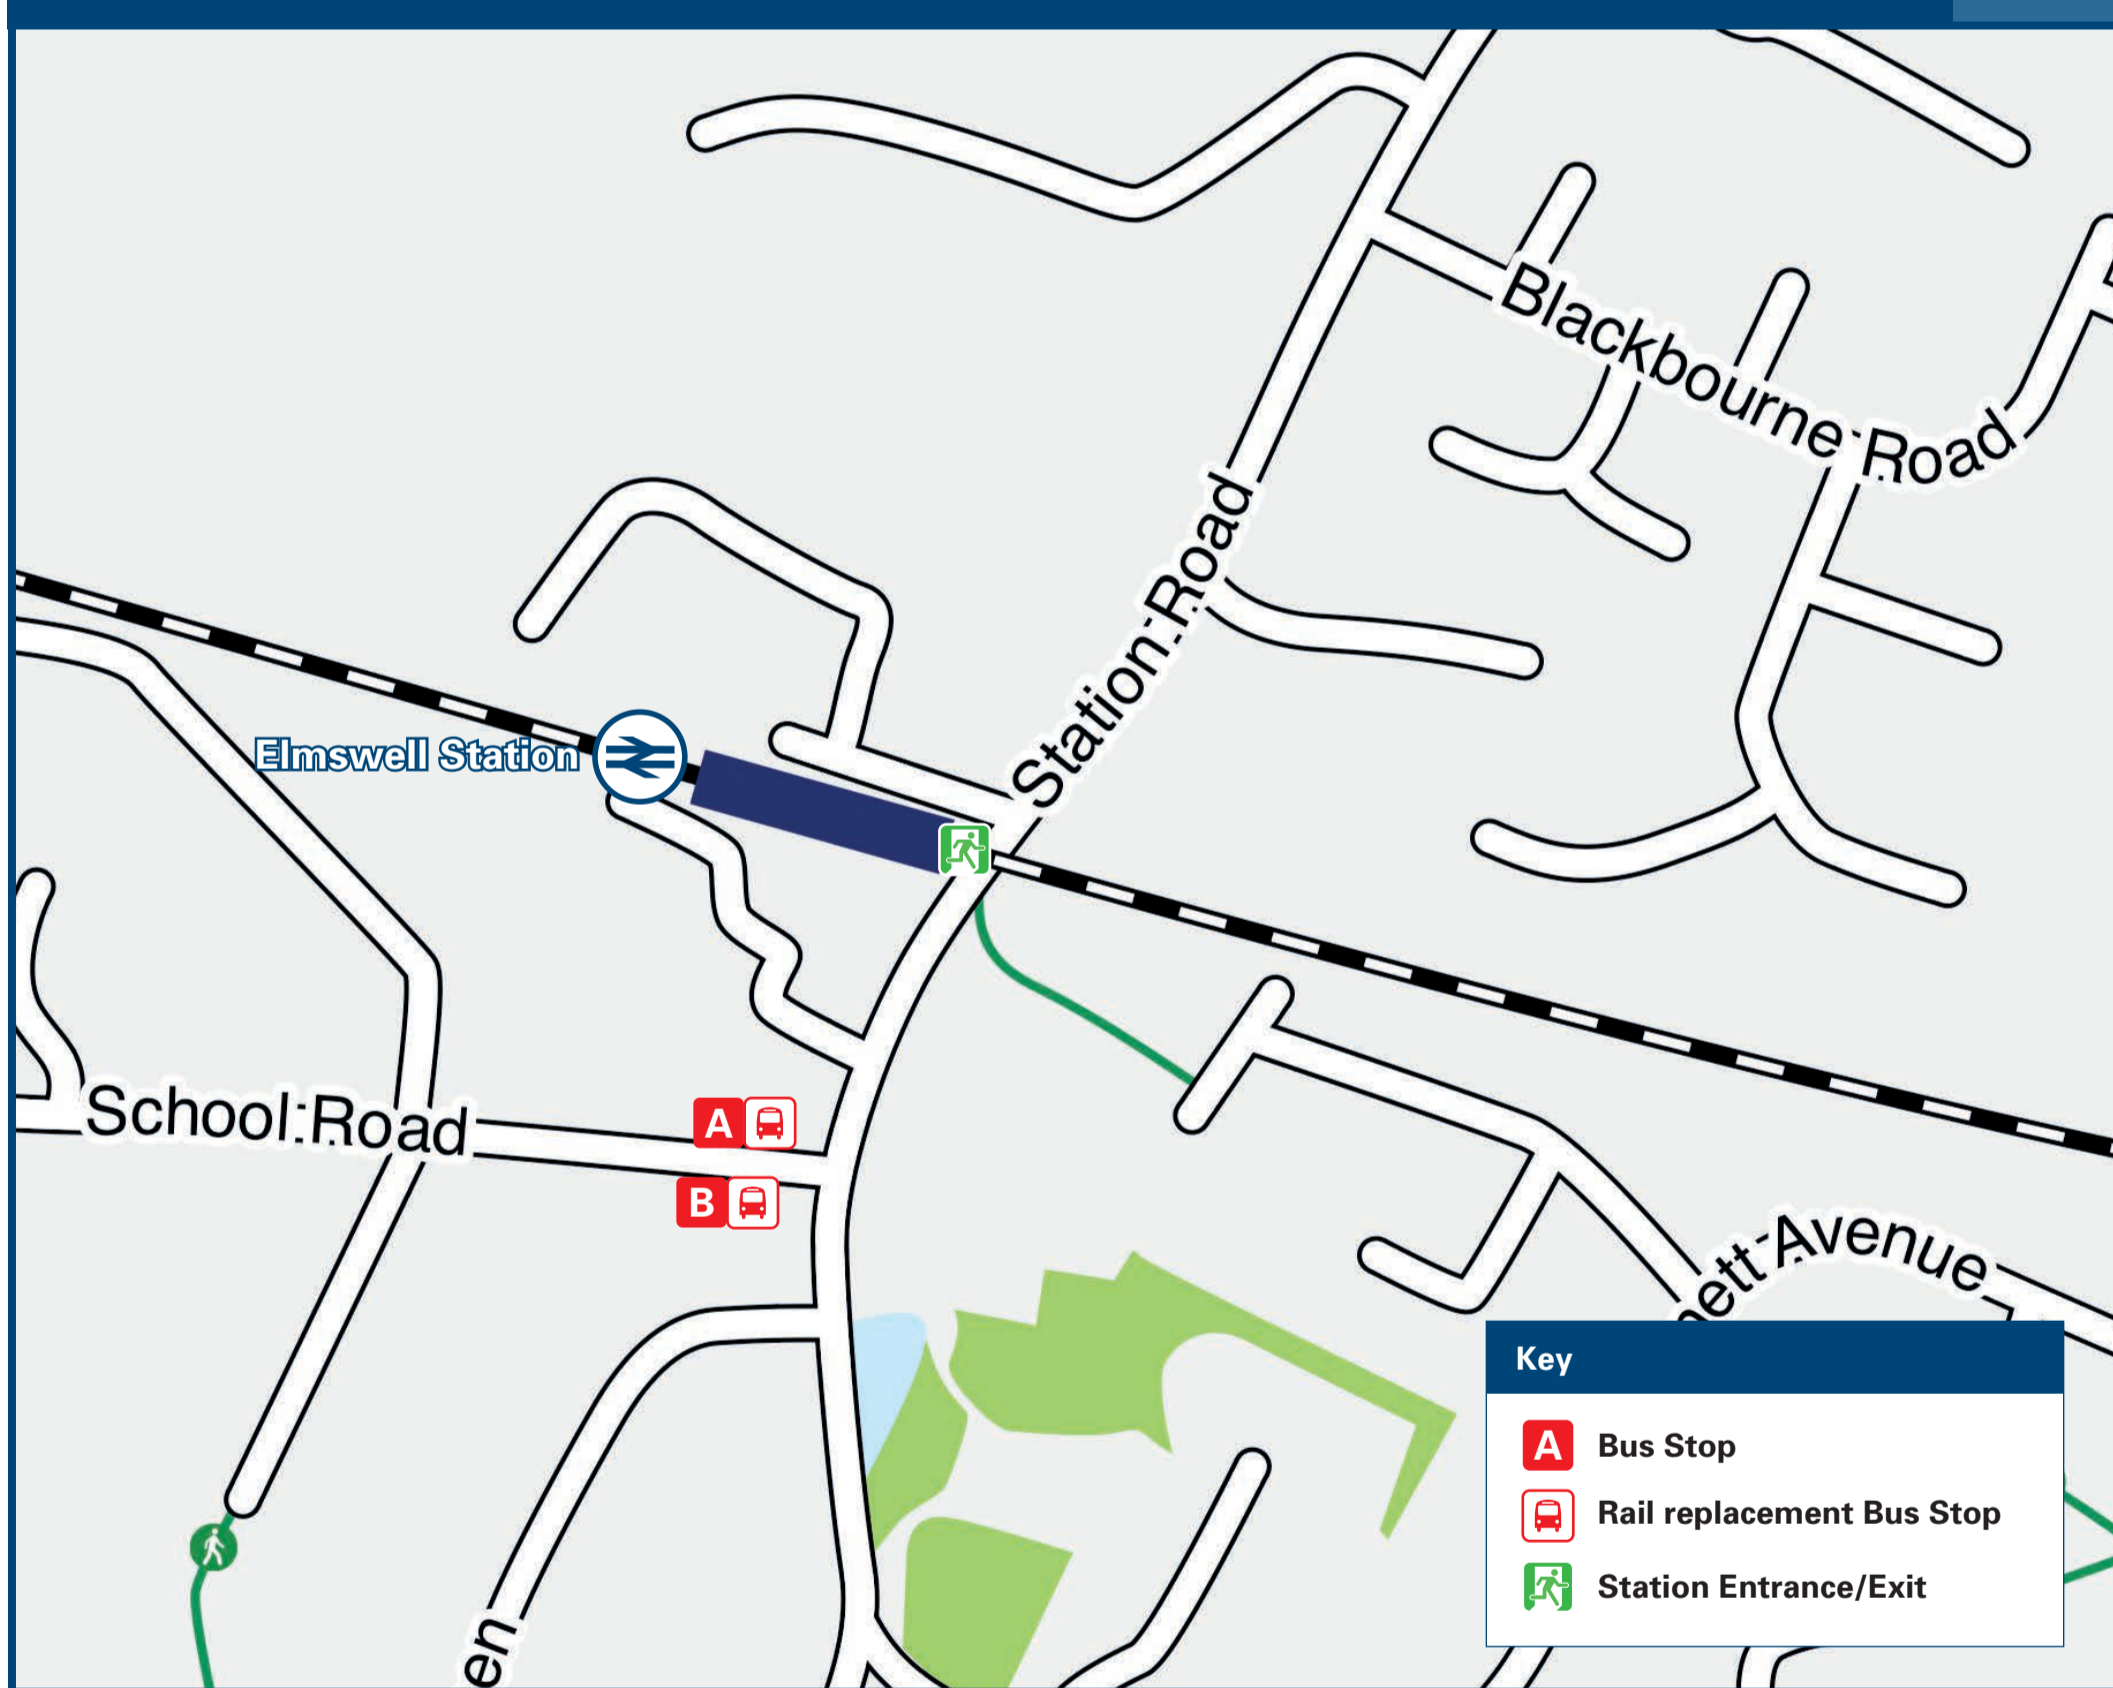 Blackbourne Road
Station Road
Elmswell Station
School Road
A
B
nett Avenue
en
Key
A Bus Stop
Rail replacement Bus Stop
Station Entrance/Exit